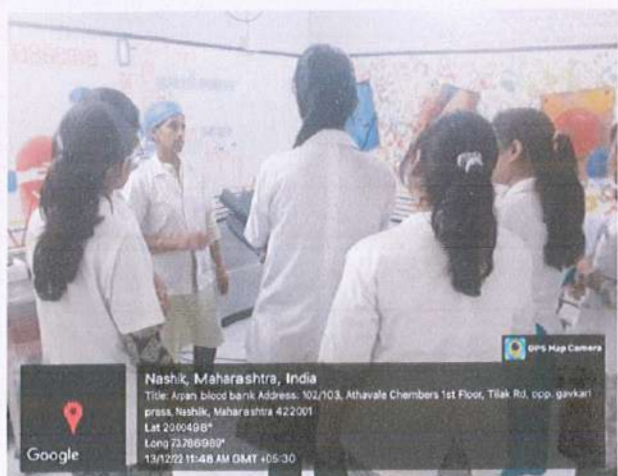 GPS Map Camera
Nashik, Maharashtra, India
Title: Arpan blood bank Address: 102/103, Athavale Chembers 1st Floor, Tilak Rd, opp. gavkari
press, Nashik, Maharashtra 422001
Lat 20.00498°
Long 73.786989°
13/12/22 11:48 AM GMT +05:30
Google